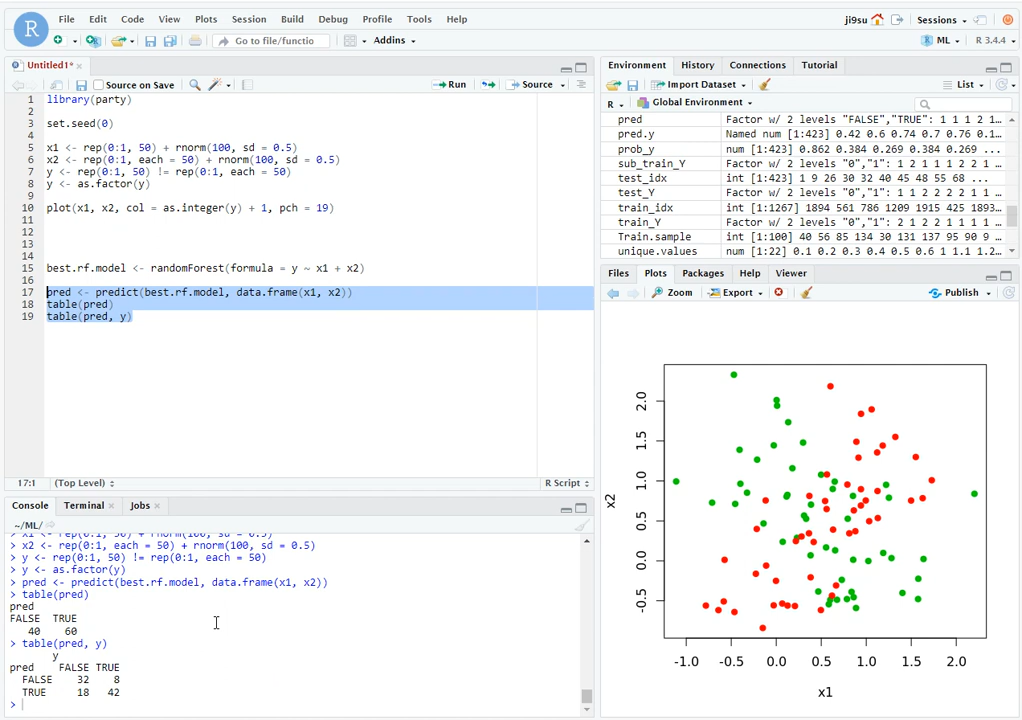 File Edit Code View Plots Session Build Debug Profile Tools Help
ji9su Sessions
Go to file/functio Addins
ML R 3.4.4
Untitled1*
Source on Save Run Source
1 library(party)
2
3 set.seed(0)
4
5 x1 <- rep(0:1, 50) + rnorm(100, sd = 0.5)
6 x2 <- rep(0:1, each = 50) + rnorm(100, sd = 0.5)
7 y <- rep(0:1, 50) != rep(0:1, each = 50)
8 y <- as.factor(y)
9
10 plot(x1, x2, col = as.integer(y) + 1, pch = 19)
11
12
13
14
15 best.rf.model <- randomForest(formula = y ~ x1 + x2)
16
17 pred <- predict(best.rf.model, data.frame(x1, x2))
18 table(pred)
19 table(pred, y)
17:1 (Top Level) R Script
Console Terminal Jobs
~/ML/
> x1 <- rep(0:1, 50) + rnorm(100, sd = 0.5)
> x2 <- rep(0:1, each = 50) + rnorm(100, sd = 0.5)
> y <- rep(0:1, 50) != rep(0:1, each = 50)
> y <- as.factor(y)
> pred <- predict(best.rf.model, data.frame(x1, x2))
> table(pred)
pred
FALSE TRUE
40 60
> table(pred, y)
y
pred FALSE TRUE
FALSE 32 8
TRUE 18 42
>
Environment History Connections Tutorial
Import Dataset List
R Global Environment
pred Factor w/ 2 levels "FALSE","TRUE": 1 1 1 2 1…
pred.y Named num [1:423] 0.42 0.6 0.74 0.7 0.76 0.1…
prob_y num [1:423] 0.862 0.384 0.269 0.384 0.269 ...
sub_train_Y Factor w/ 2 levels "0","1": 1 2 1 1 1 2 2 1 …
test_idx int [1:423] 1 9 26 30 32 40 45 48 55 68 ...
test_Y Factor w/ 2 levels "0","1": 1 1 2 2 2 2 1 1 …
train_idx int [1:1267] 1894 561 786 1209 1915 425 1893…
train_Y Factor w/ 2 levels "0","1": 2 1 2 1 1 1 1 …
Train.sample int [1:100] 40 56 85 134 30 131 137 95 90 9 …
unique.values num [1:22] 0.1 0.2 0.3 0.4 0.5 0.6 1 1.1 1.2…
Files Plots Packages Help Viewer
Zoom Export Publish
2.0
1.5
1.0
0.5
0.0
-0.5
x2
-1.0 -0.5 0.0 0.5 1.0 1.5 2.0
x1